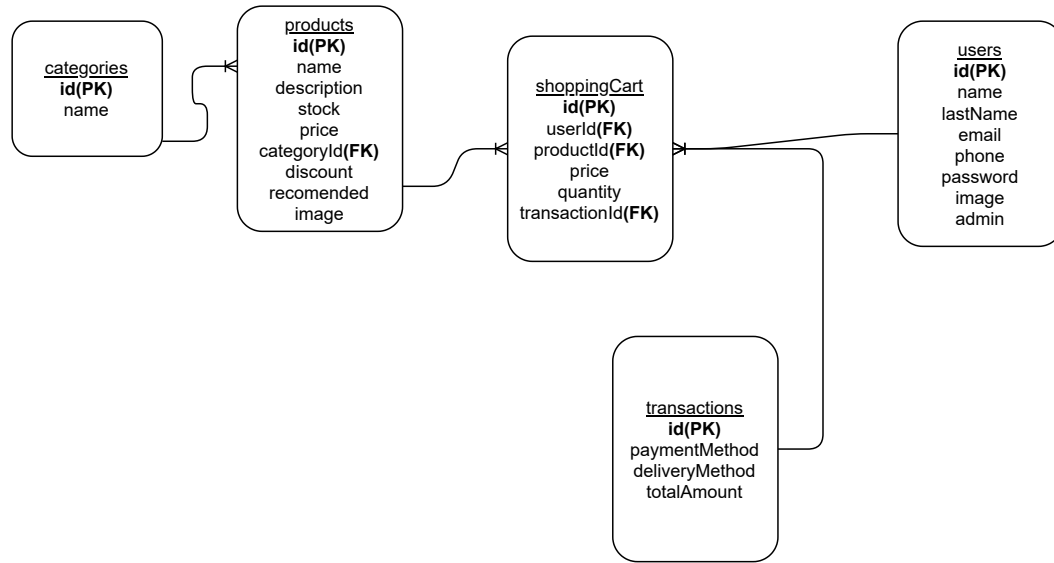 categories
id(PK)
name
products
id(PK)
name
description
stock
price
categoryId(FK)
discount
recomended
image
shoppingCart
id(PK)
userId(FK)
productId(FK)
price
quantity
transactionId(FK)
users
id(PK)
name
lastName
email
phone
password
image
admin
transactions
id(PK)
paymentMethod
deliveryMethod
totalAmount